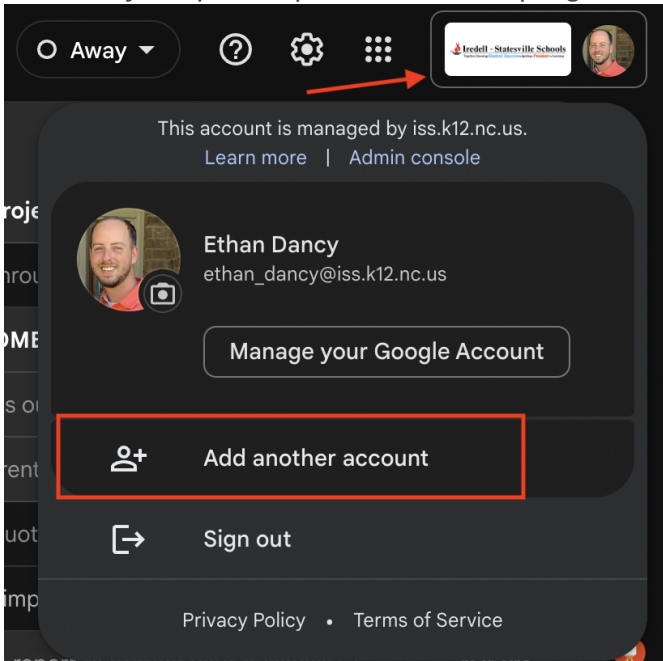 Away
Iredell - Statesville Schools
This account is managed by iss.k12.nc.us.
Learn more | Admin console
Ethan Dancy
ethan_dancy@iss.k12.nc.us
Manage your Google Account
Add another account
Sign out
Privacy Policy • Terms of Service